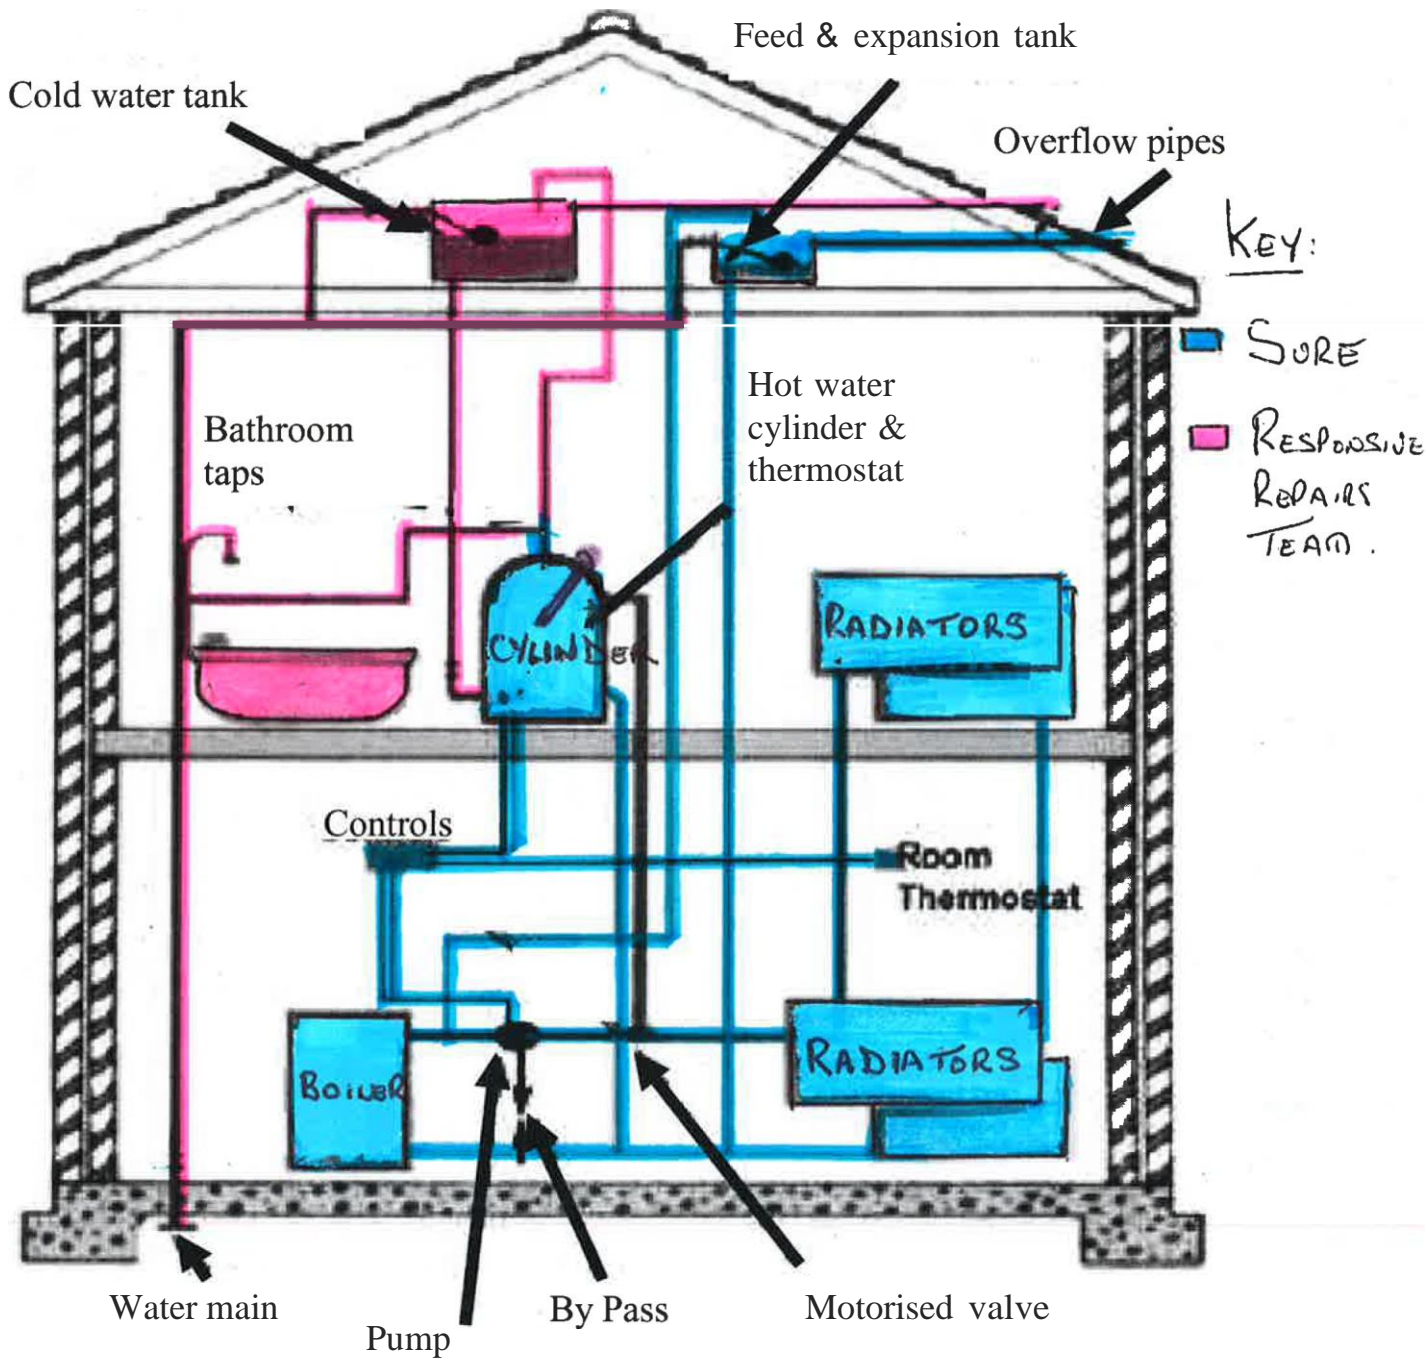 Feed & expansion tank
Cold water tank
Overflow pipes
KEY:
SURE
RESPONSIVE
REPAIRS
TEAM.
Hot water
cylinder &
thermostat
Bathroom
taps
CYLINDER
RADIATORS
Controls
Room
Thermostat
BOILER
RADIATORS
Water main
Pump
By Pass
Motorised valve